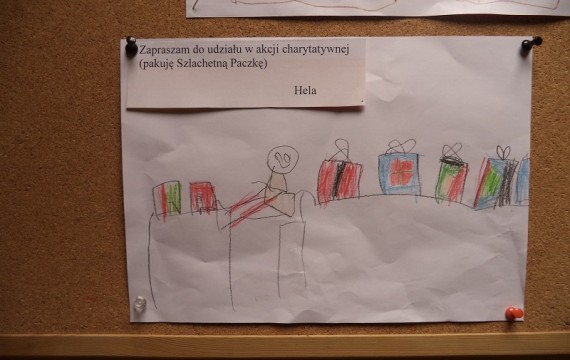 Zapraszam do udziału w akcji charytatywnej
(pakuję Szlachetną Paczkę)
Hela